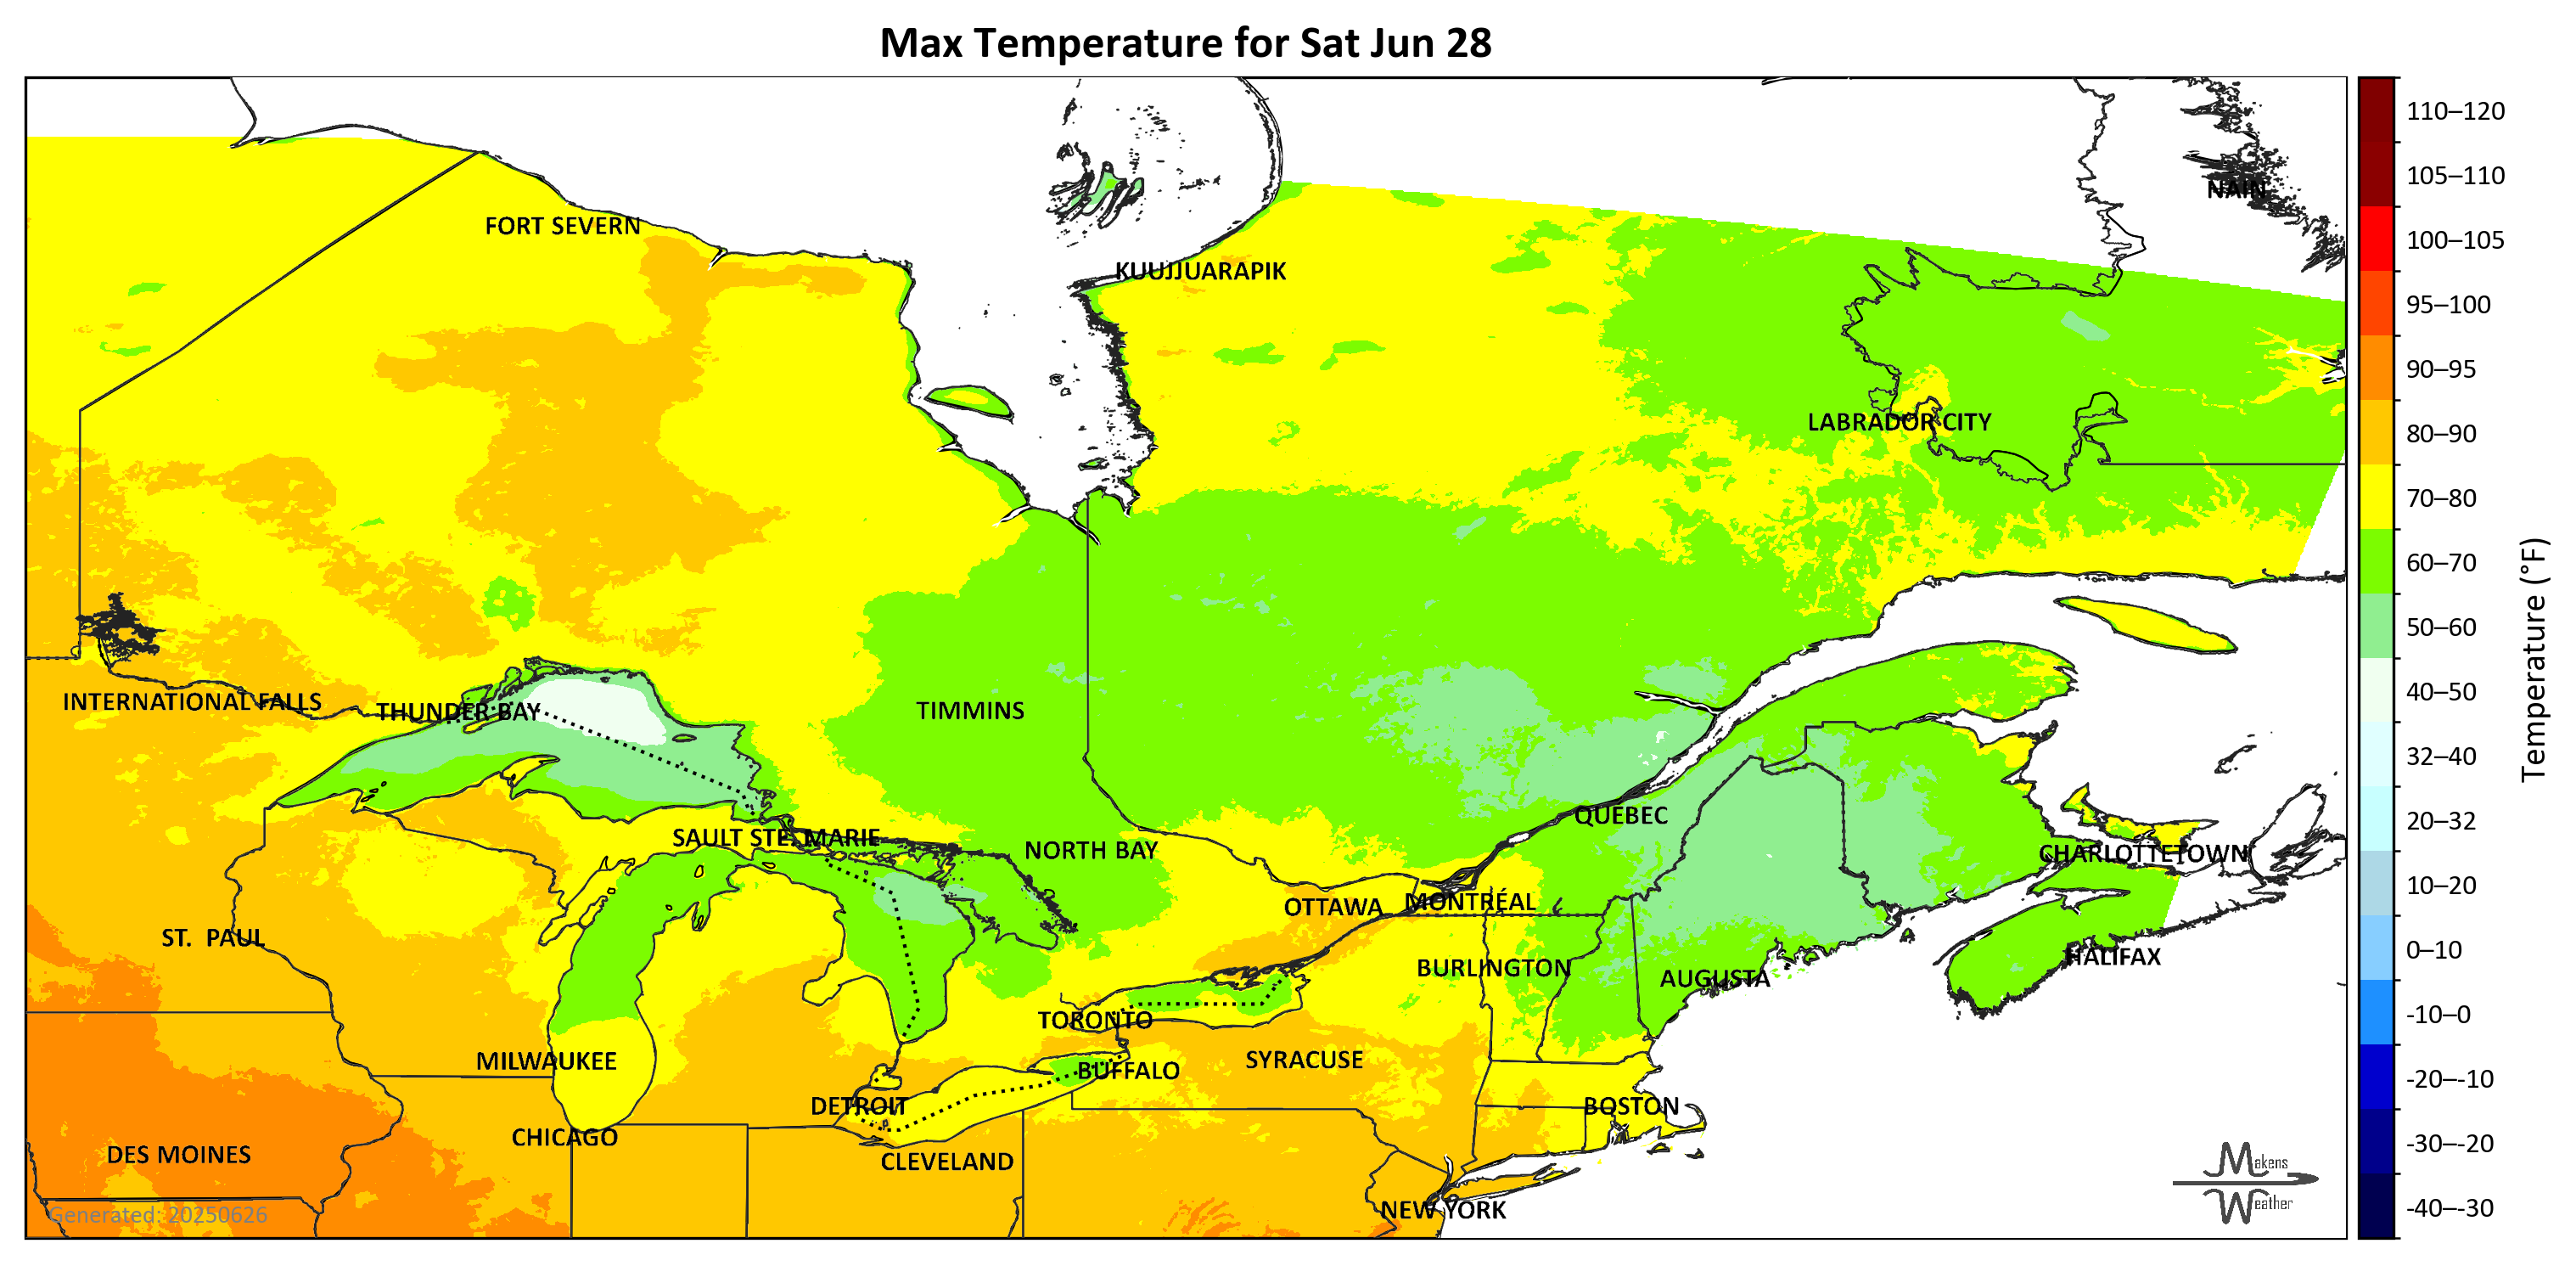 Max Temperature for Sat Jun 28
NAIN
FORT SEVERN
KUUJJUARAPIK
LABRADOR CITY
INTERNATIONAL FALLS
THUNDER BAY
TIMMINS
QUÉBEC
SAULT STE. MARIE
NORTH BAY
CHARLOTTETOWN
OTTAWA
MONTRÉAL
ST. PAUL
HALIFAX
BURLINGTON
AUGUSTA
TORONTO
MILWAUKEE
SYRACUSE
BUFFALO
DETROIT
BOSTON
CHICAGO
DES MOINES
CLEVELAND
NEW YORK
Generated: 20250626
Makens
Weather
110–120
105–110
100–105
95–100
90–95
80–90
70–80
60–70
50–60
40–50
32–40
20–32
10–20
0–10
-10–0
-20–-10
-30–-20
-40–-30
Temperature (°F)